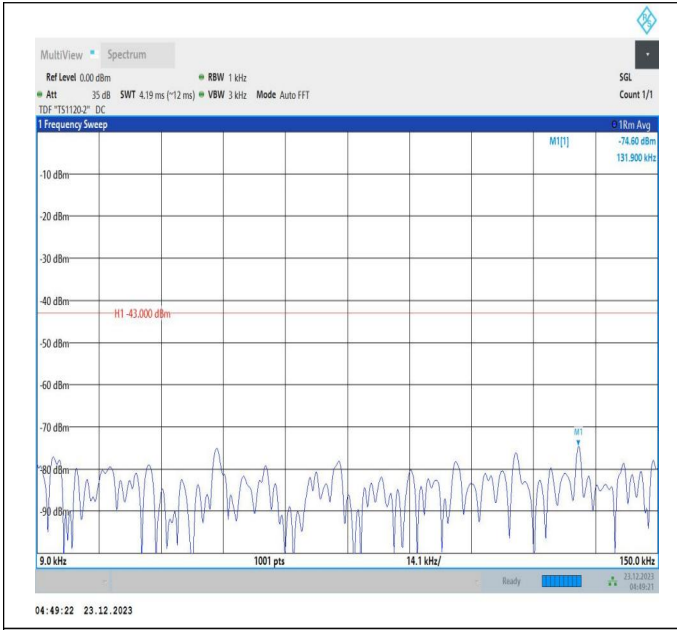 R&S
MultiView Spectrum
Ref Level 0.00 dBm RBW 1 kHz SGL
Att 35 dB SWT 4.19 ms (~12 ms) VBW 3 kHz Mode Auto FFT Count 1/1
TDF "TS1120-2" DC
1 Frequency Sweep 1Rm Avg
M1[1] -74.60 dBm
131.900 kHz
-10 dBm
-20 dBm
-30 dBm
-40 dBm
H1 -43.000 dBm
-50 dBm
-60 dBm
-70 dBm
M1
-80 dBm
-90 dBm
9.0 kHz 1001 pts 14.1 kHz/ 150.0 kHz
Ready 23.12.2023
04:49:21
04:49:22 23.12.2023